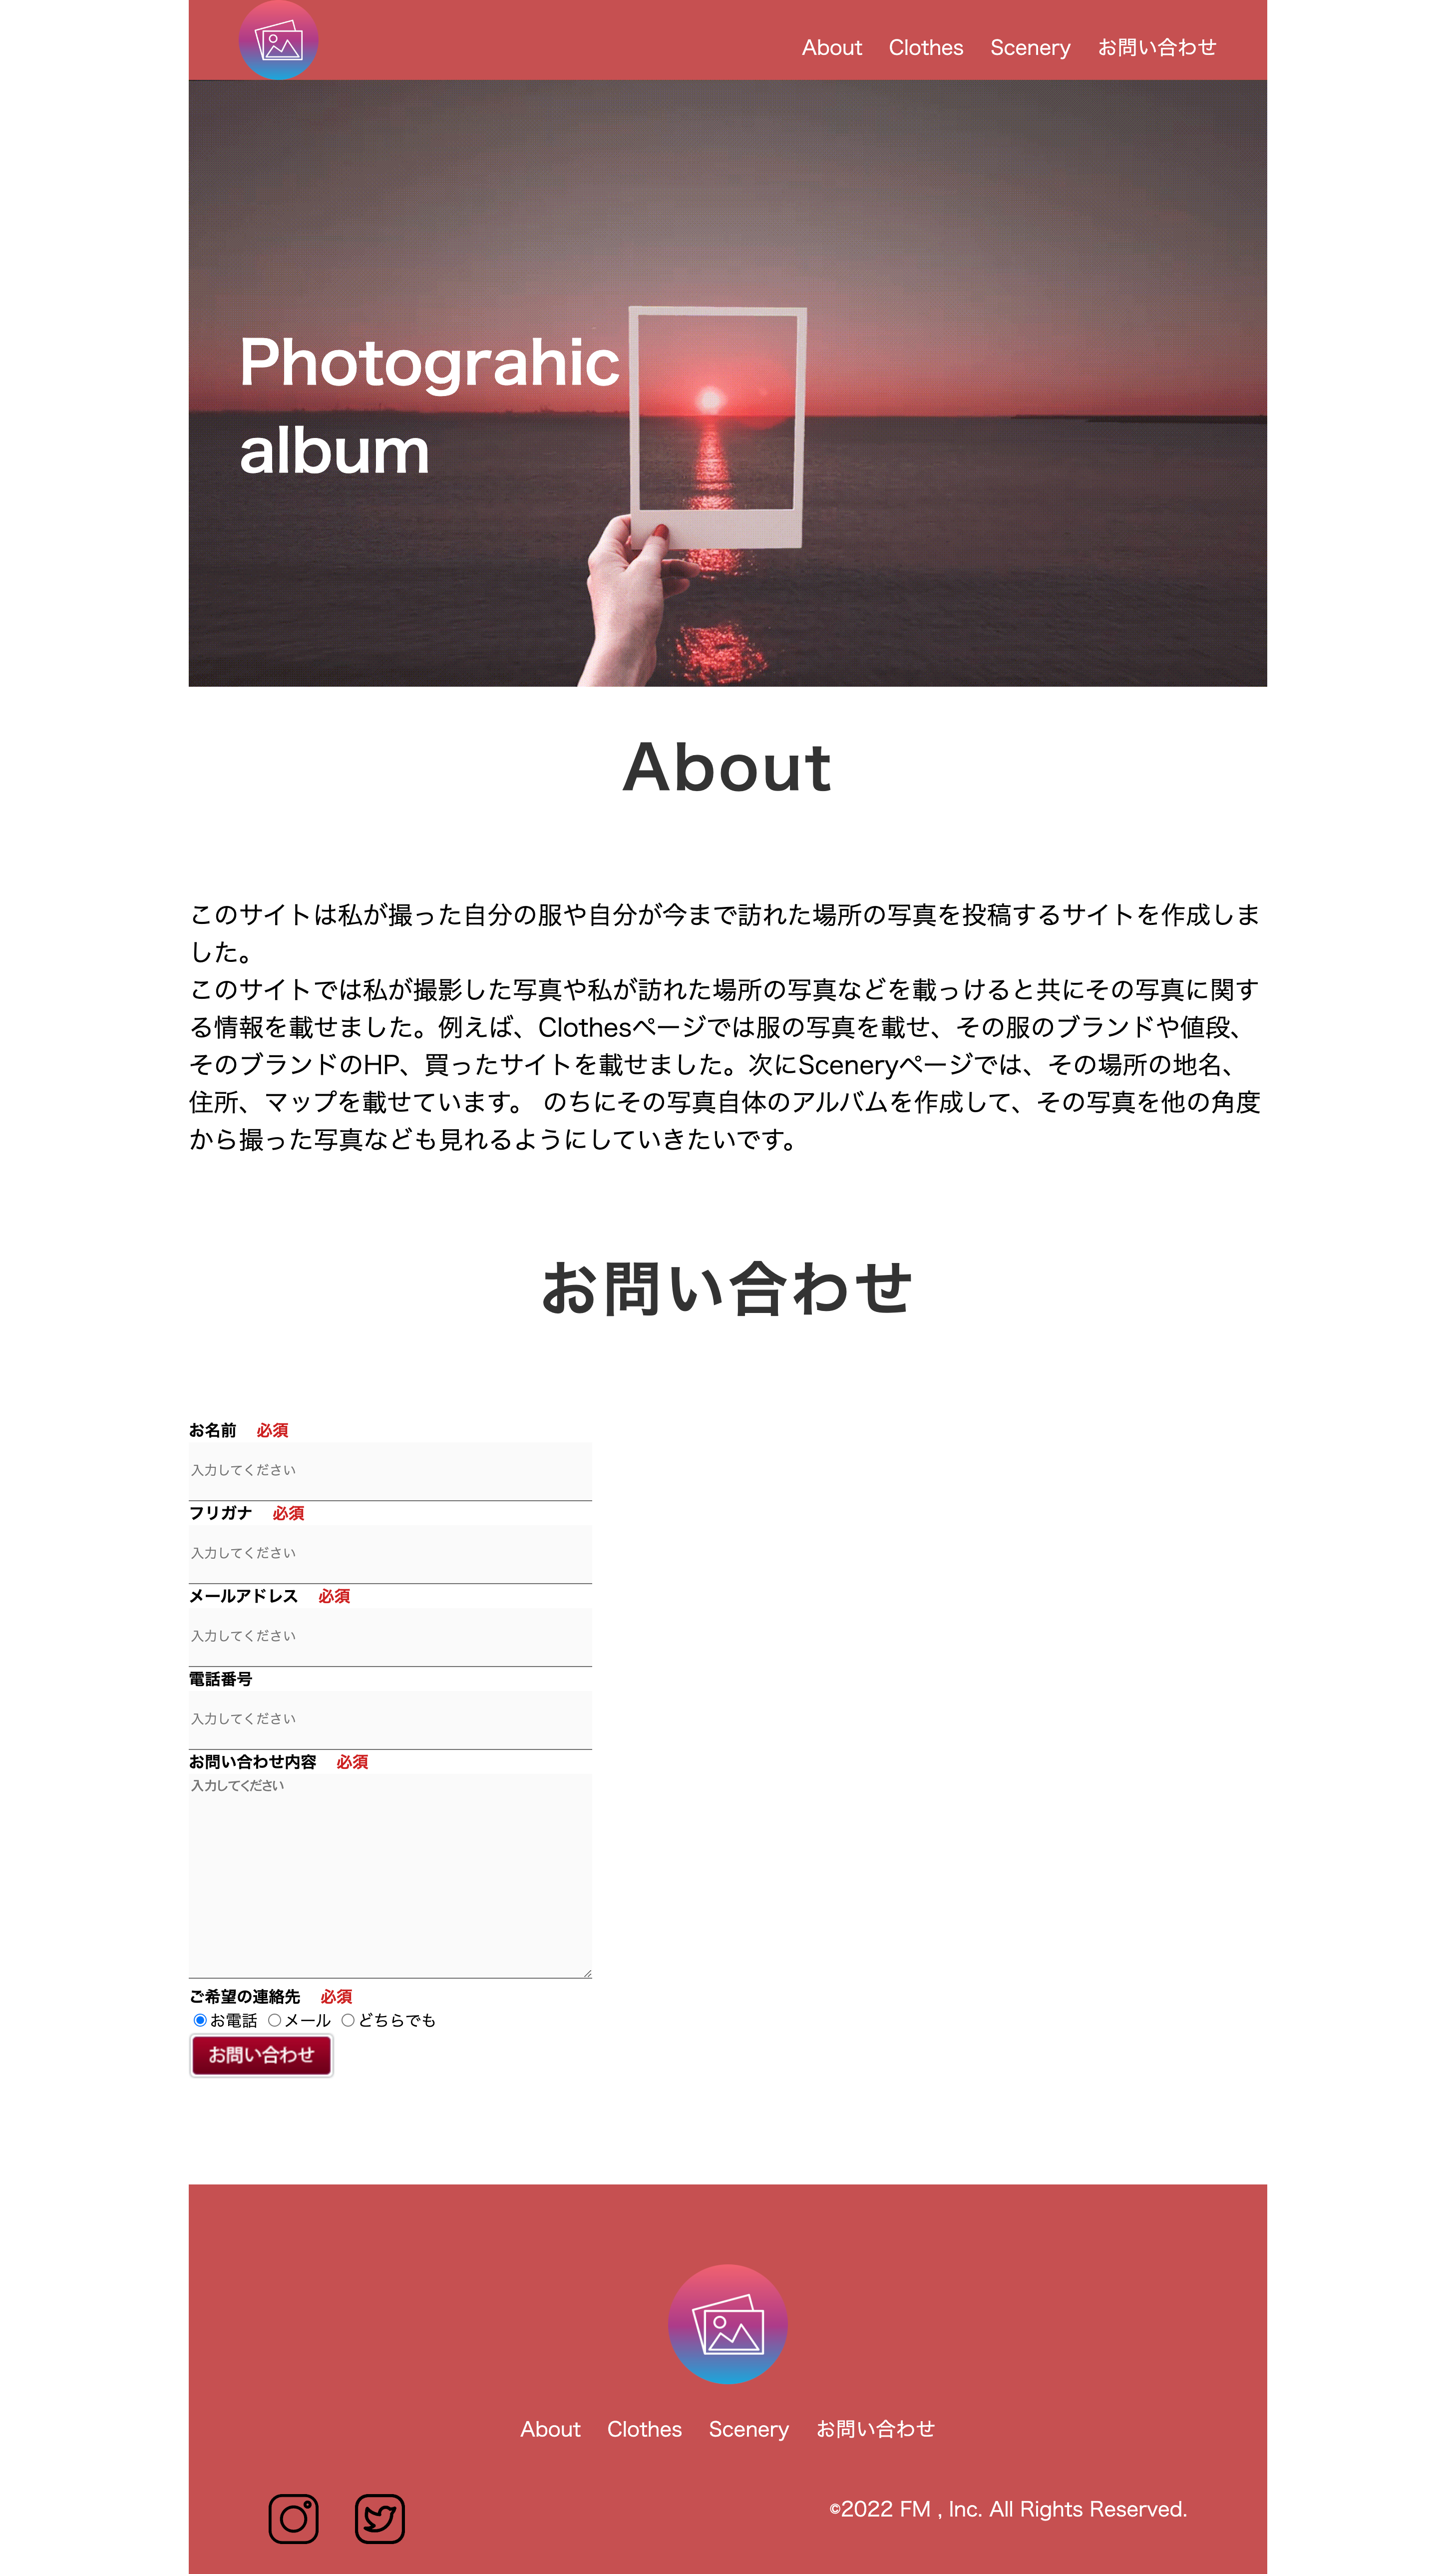 About Clothes Scenery お問い合わせ
Photograhic
album
About
このサイトは私が撮った自分の服や自分が今まで訪れた場所の写真を投稿するサイトを作成しま
した。
このサイトでは私が撮影した写真や私が訪れた場所の写真などを載っけると共にその写真に関す
る情報を載せました。例えば、Clothesページでは服の写真を載せ、その服のブランドや値段、
そのブランドのHP、買ったサイトを載せました。次にSceneryページでは、その場所の地名、
住所、マップを載せています。 のちにその写真自体のアルバムを作成して、その写真を他の角度
から撮った写真なども見れるようにしていきたいです。
お問い合わせ
お名前 必須
入力してください
フリガナ 必須
入力してください
メールアドレス 必須
入力してください
電話番号
入力してください
お問い合わせ内容 必須
入力してください
ご希望の連絡先 必須
お電話 メール どちらでも
お問い合わせ
About Clothes Scenery お問い合わせ
©2022 FM , Inc. All Rights Reserved.